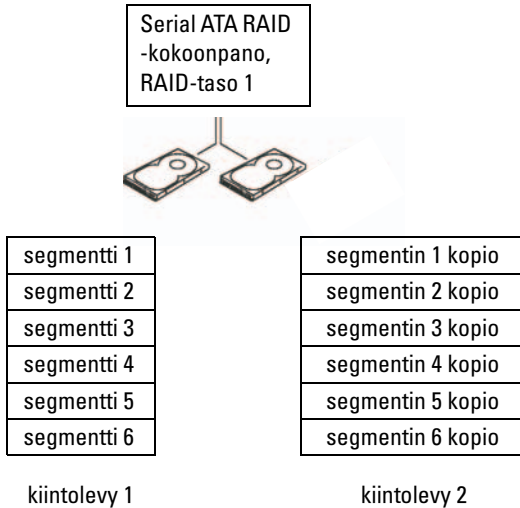 Serial ATA RAID
-kokoonpano,
RAID-taso 1
segmentti 1
segmentin 1 kopio
segmentti 2
segmentin 2 kopio
segmentti 3
segmentin 3 kopio
segmentti 4
segmentin 4 kopio
segmentti 5
segmentin 5 kopio
segmentti 6
segmentin 6 kopio
kiintolevy 1
kiintolevy 2